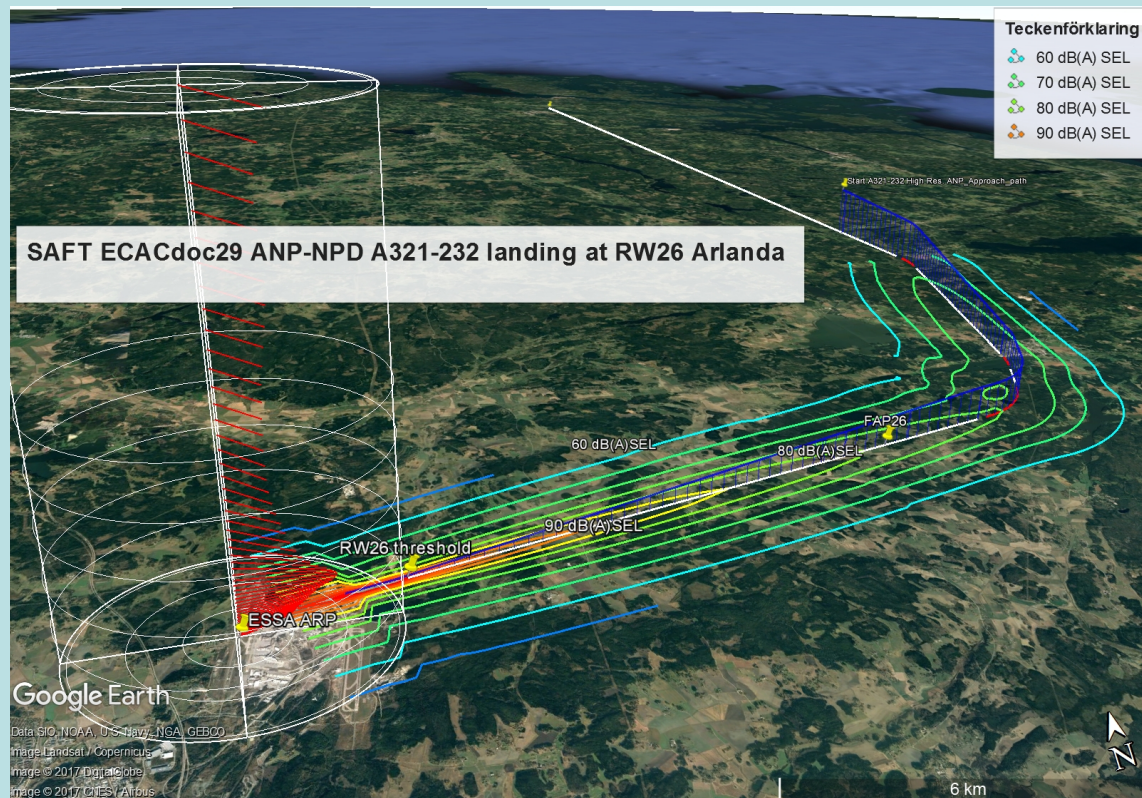 Teckenförklaring
60 dB(A) SEL
70 dB(A) SEL
80 dB(A) SEL
90 dB(A) SEL
Start A321-232 High Res. ANP_Approach_path
SAFT ECACdoc29 ANP-NPD A321-232 landing at RW26 Arlanda
FAP26
60 dB(A)SEL
80 dB(A)SEL
90 dB(A)SEL
RW26 threshold
ESSA ARP
Google Earth
Data SIO, NOAA, U.S. Navy, NGA, GEBCO
Image Landsat / Copernicus
Image © 2017 DigitalGlobe
Image © 2017 CNES / Airbus
N
6 km